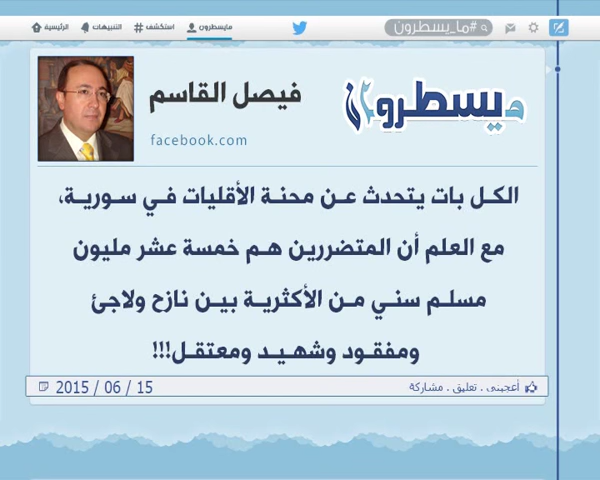 الرئيسية
التنبيهات
استكشف
مايسطرون
#ما_يسطرون
مايسطرون
فيصل القاسم
facebook.com
الكل بات يتحدث عن محنة الأقليات في سورية،
مع العلم أن المتضررين هم خمسة عشر مليون
مسلم سني من الأكثرية بين نازح ولاجئ
ومفقود وشهيد ومعتقل!!!
أعجبني . تعليق . مشاركة
15 / 06 / 2015